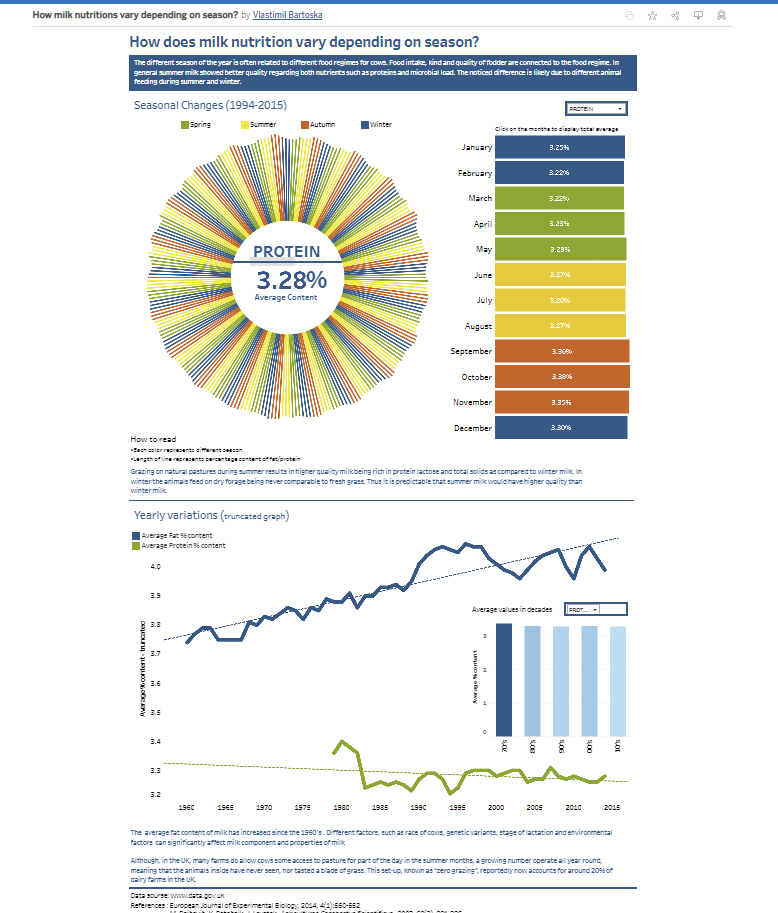 How milk nutritions vary depending on season? by Vlastimil Bartoska
How does milk nutrition vary depending on season?
The different season of the year is often related to different food regimes for cows. Food intake, kind and quality of fodder are connected to the food regime. In
general summer milk showed better quality regarding both nutrients such as proteins and microbial load. The noticed difference is likely due to different animal
feeding during summer and winter.
Seasonal Changes (1994-2015)
PROTEIN
Spring
Summer
Autumn
Winter
Click on the months to display total average
January 3.25%
February 3.22%
March 3.22%
April 3.23%
May 3.29%
June 3.27%
July 3.26%
August 3.27%
September 3.36%
October 3.38%
November 3.35%
December 3.30%
PROTEIN
3.28%
Average Content
How to read
•Each color represents different season
•Length of line represents percentage content of fat/protein
Grazing on natural pastures during summer results in higher quality milk being rich in protein lactose and total solids as compared to winter milk. In
winter the animals feed on dry forage being never comparable to fresh grass. Thus it is predictable that summer milk would have higher quality than
winter milk.
Yearly variations (truncated graph)
Average Fat % content
Average Protein % content
Average % content - truncated
4.0
3.9
3.8
3.7
3.6
3.5
3.4
3.3
3.2
1960 1965 1970 1975 1980 1985 1990 1995 2000 2005 2010 2015
Average values in decades
PROT...
Average % content
3
2
1
0
70's 80's 90's 00's 10's
The average fat content of milk has increased since the 1960's . Different factors, such as race of cows, genetic variants, stage of lactation and environmental
factors can significantly affect milk component and properties of milk
Although, in the UK, many farms do allow cows some access to pasture for part of the day in the summer months, a growing number operate all year round,
meaning that the animals inside have never seen, nor tasted a blade of grass. This set-up, known as "zero grazing", reportedly now accounts for around 20% of
dairy farms in the UK.
Data sourse: www.data.gov.uk
References : European Journal of Experimental Biology, 2014, 4(1):550-552